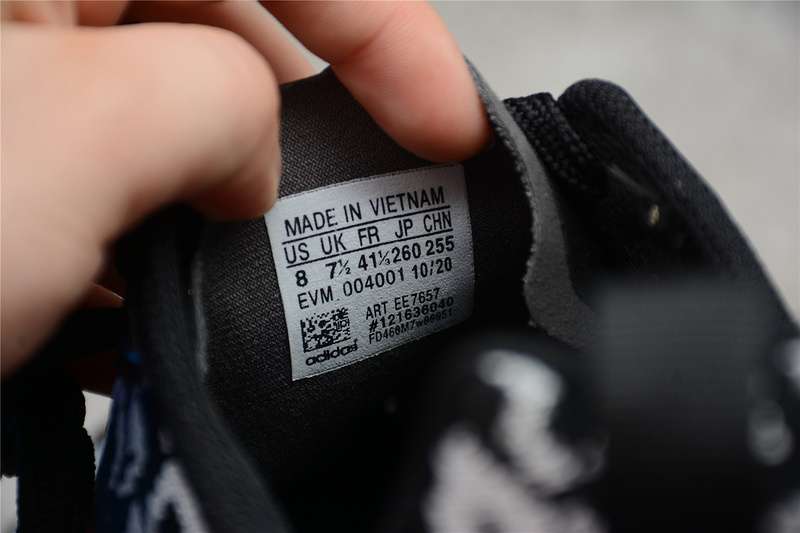 MADE IN VIETNAM
US UK FR JP CHN
8 7½ 41⅓ 260 255
EVM 004001 10/20
ART EE7657
#121636040
adidas